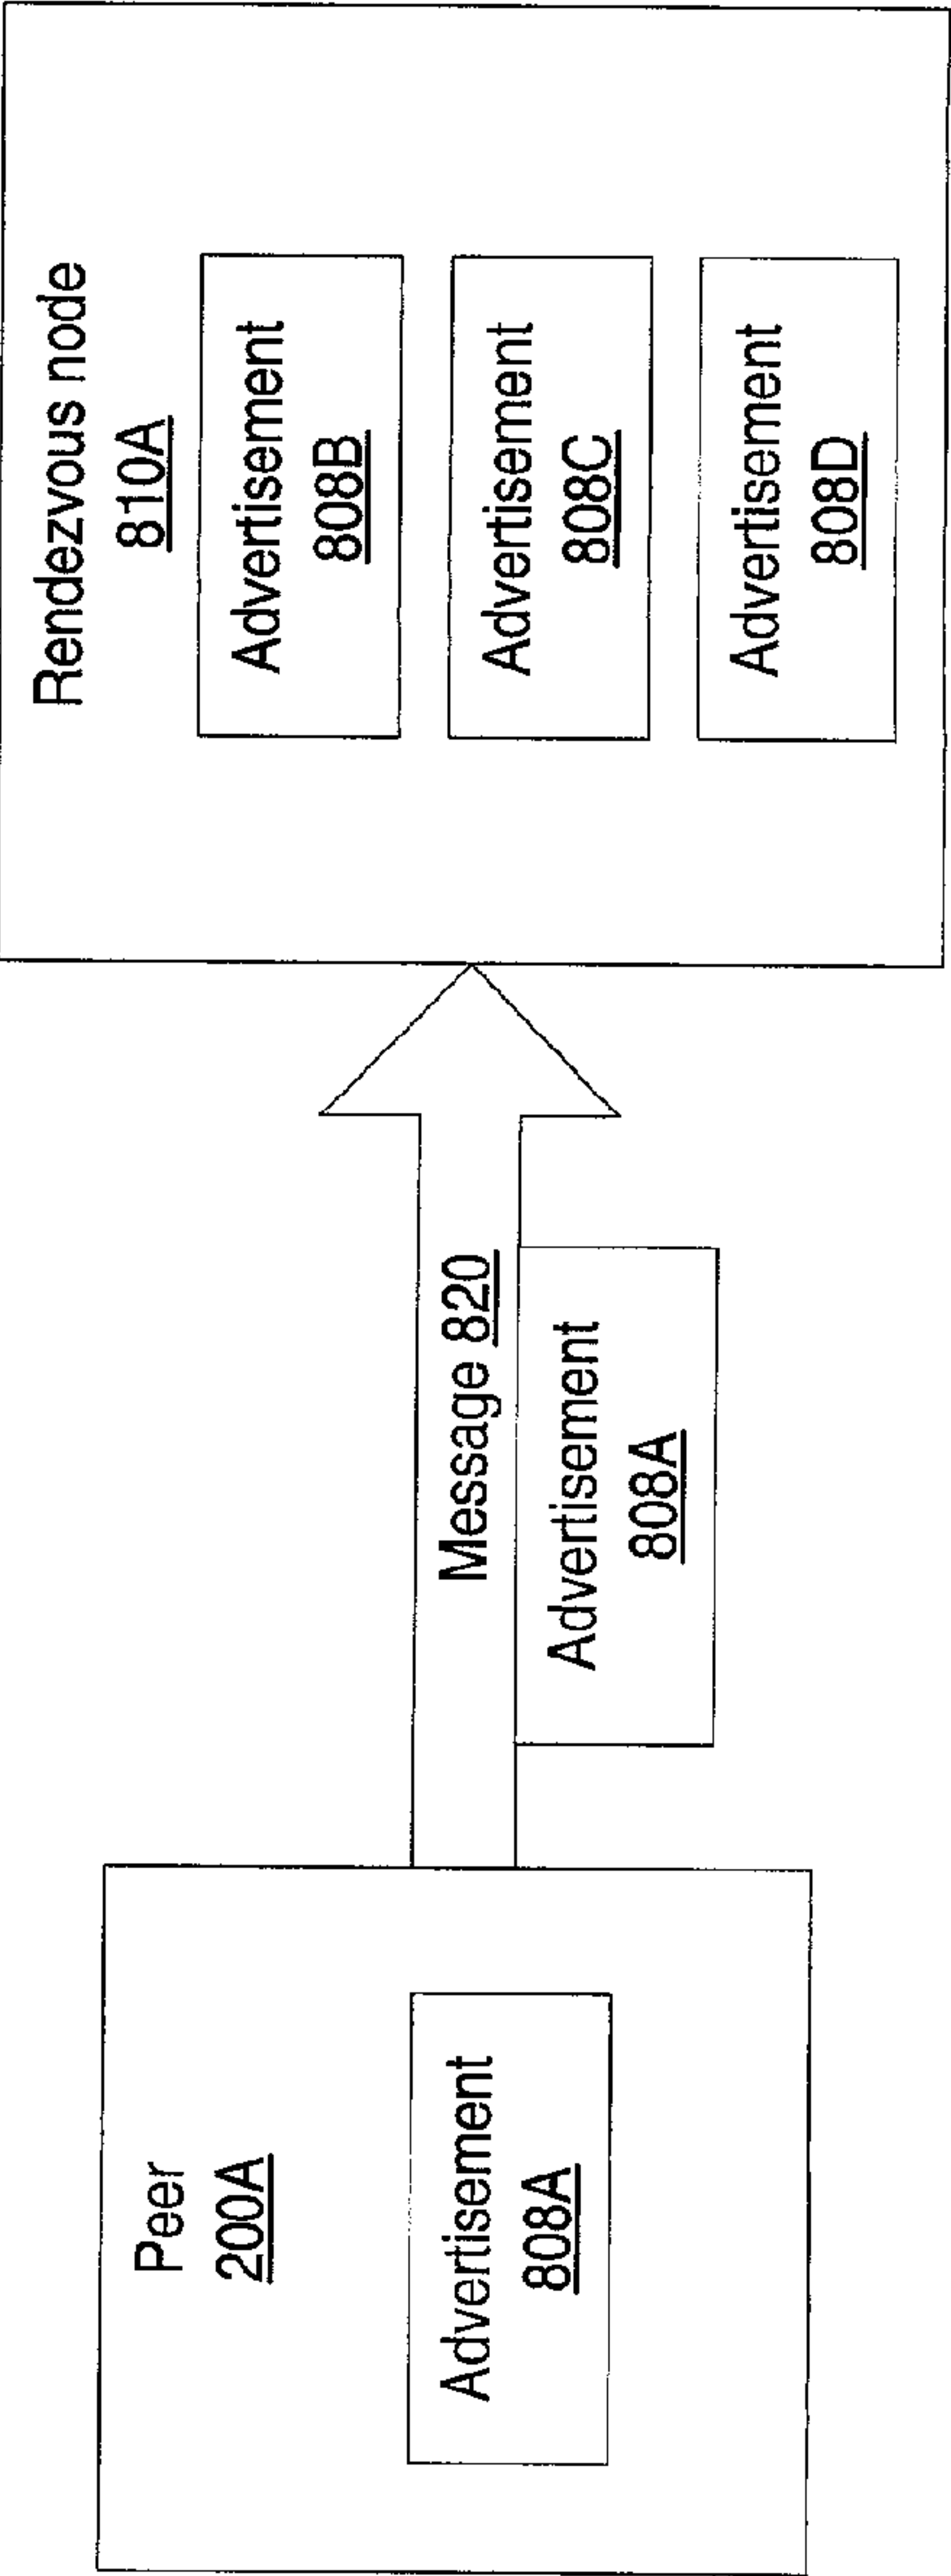 Peer
200A
Advertisement
808A
Message 820
Advertisement
808A
Rendezvous node
810A
Advertisement
808B
Advertisement
808C
Advertisement
808D